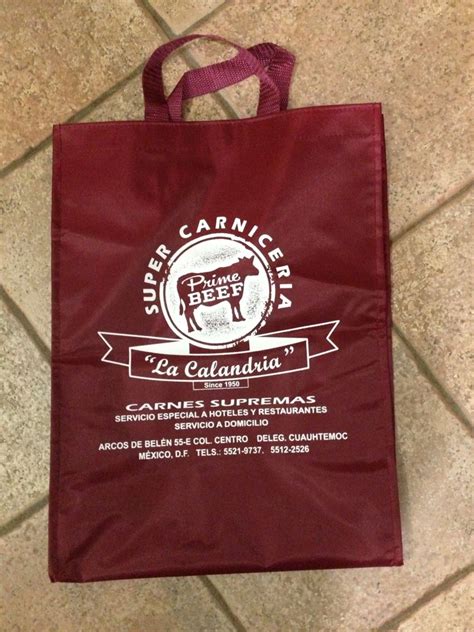 SUPER CARNICERIA
Prime
BEEF
"La Calandria"
Since 1950
CARNES SUPREMAS
SERVICIO ESPECIAL A HOTELES Y RESTAURANTES
SERVICIO A DOMICILIO
ARCOS DE BELÉN 55-E COL. CENTRO DELEG. CUAUHTEMOC
MÉXICO, D.F. TELS.: 5521-9737. 5512-2526